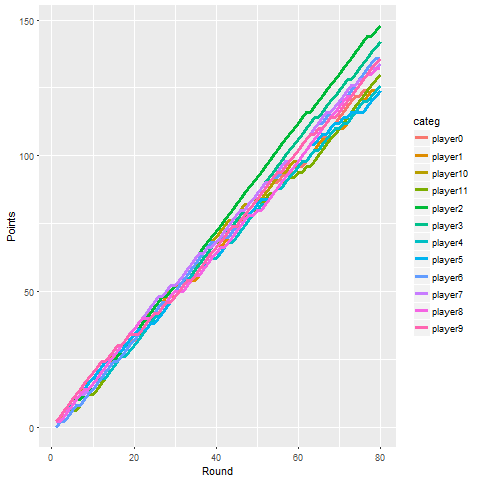 150
100
50
0
Points
0
20
40
60
80
Round
categ
player0
player1
player10
player11
player2
player3
player4
player5
player6
player7
player8
player9